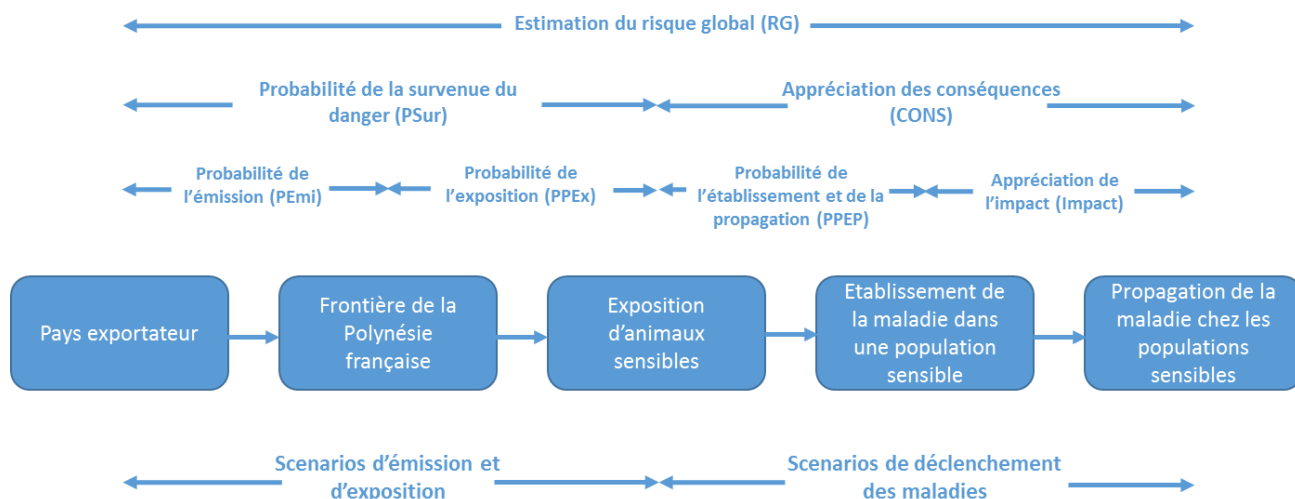 Estimation du risque global (RG)
Probabilité de la survenue du
danger (PSur)
Appréciation des conséquences
(CONS)
Probabilité de
l'émission (PEmi)
Probabilité de
l'exposition (PPEx)
Probabilité de
l'établissement et de la
propagation (PPEP)
Appréciation de
l'impact (Impact)
Pays exportateur
Frontière de la
Polynésie
française
Exposition
d'animaux
sensibles
Etablissement de
la maladie dans
une population
sensible
Propagation de la
maladie chez les
populations
sensibles
Scenarios d'émission et
d'exposition
Scenarios de déclenchement
des maladies